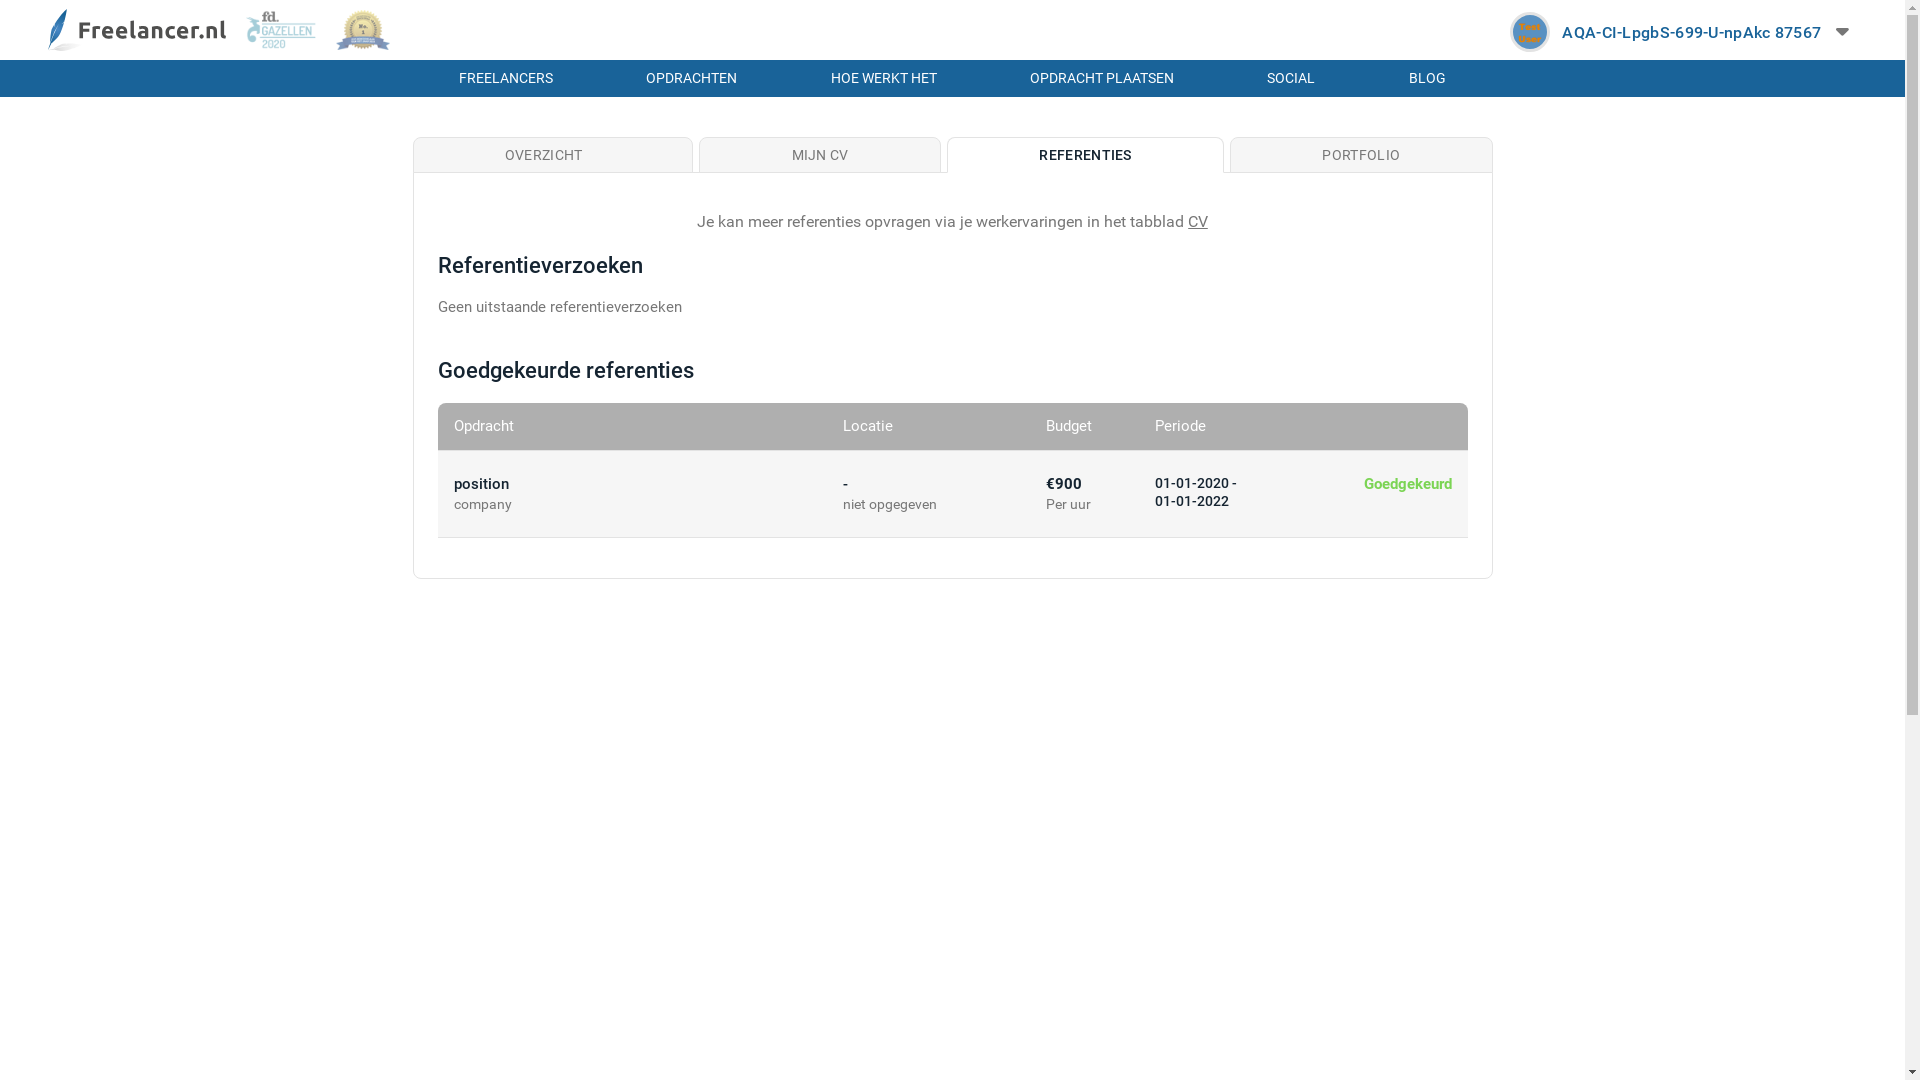 Freelancer.nl
fd.
GAZELLEN
2020
AQA-CI-LpgbS-699-U-npAkc 87567
FREELANCERS
OPDRACHTEN
HOE WERKT HET
OPDRACHT PLAATSEN
SOCIAL
BLOG
OVERZICHT
MIJN CV
REFERENTIES
PORTFOLIO
Je kan meer referenties opvragen via je werkervaringen in het tabblad CV
Referentieverzoeken
Geen uitstaande referentieverzoeken
Goedgekeurde referenties
Opdracht Locatie Budget Periode
position - €900 01-01-2020 - Goedgekeurd
company niet opgegeven Per uur 01-01-2022